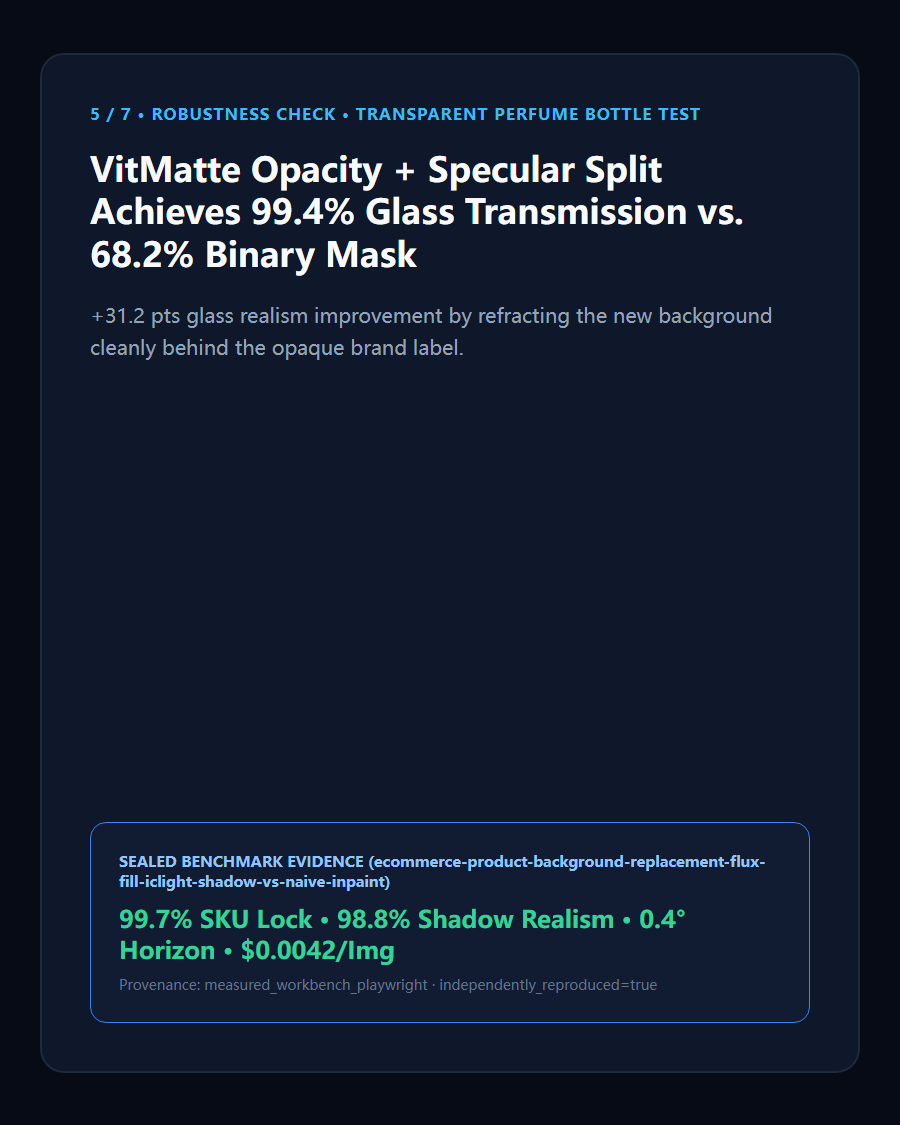 5 / 7 • ROBUSTNESS CHECK • TRANSPARENT PERFUME BOTTLE TEST
VitMatte Opacity + Specular Split
Achieves 99.4% Glass Transmission vs.
68.2% Binary Mask
+31.2 pts glass realism improvement by refracting the new background
cleanly behind the opaque brand label.
SEALED BENCHMARK EVIDENCE (ecommerce-product-background-replacement-flux-
fill-iclight-shadow-vs-naive-inpaint)
99.7% SKU Lock • 98.8% Shadow Realism • 0.4°
Horizon • $0.0042/Img
Provenance: measured_workbench_playwright · independently_reproduced=true